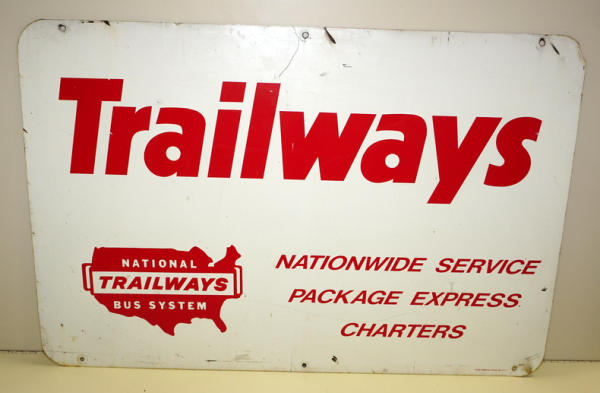 Trailways
NATIONAL
TRAILWAYS
BUS SYSTEM
NATIONWIDE SERVICE
PACKAGE EXPRESS
CHARTERS